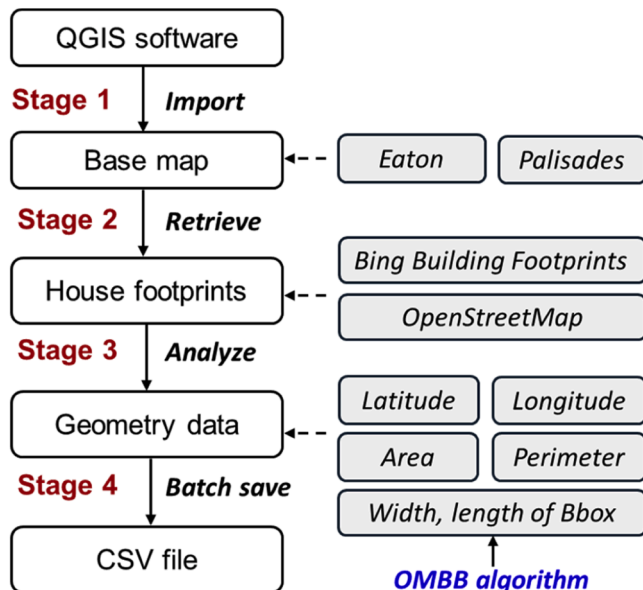 QGIS software
Stage 1 Import
Base map
Eaton Palisades
Stage 2 Retrieve
House footprints
Bing Building Footprints
OpenStreetMap
Stage 3 Analyze
Geometry data
Latitude Longitude
Area Perimeter
Width, length of Bbox
Stage 4 Batch save
CSV file
OMBB algorithm